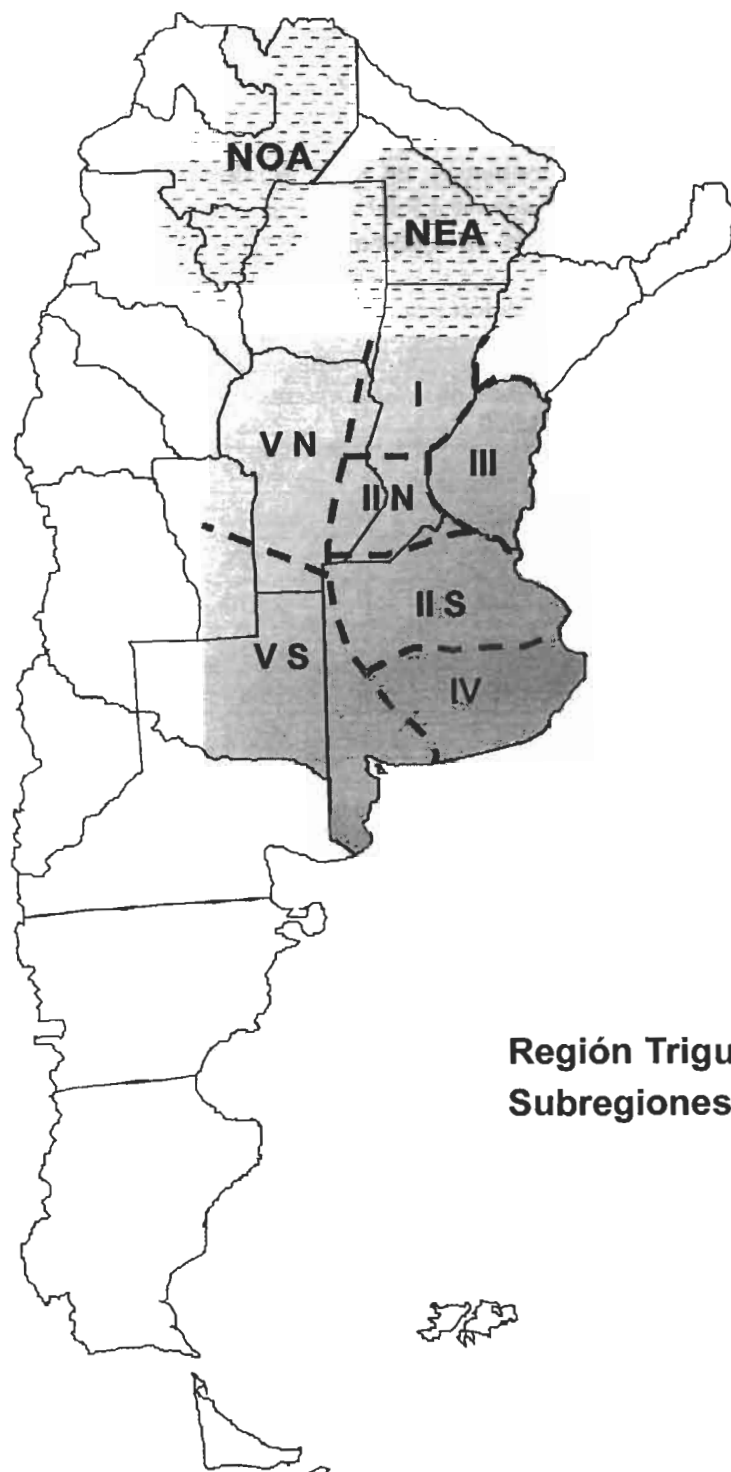 NOA
NEA
I
V N
III
II N
II S
V S
IV
Región Trigu
Subregiones